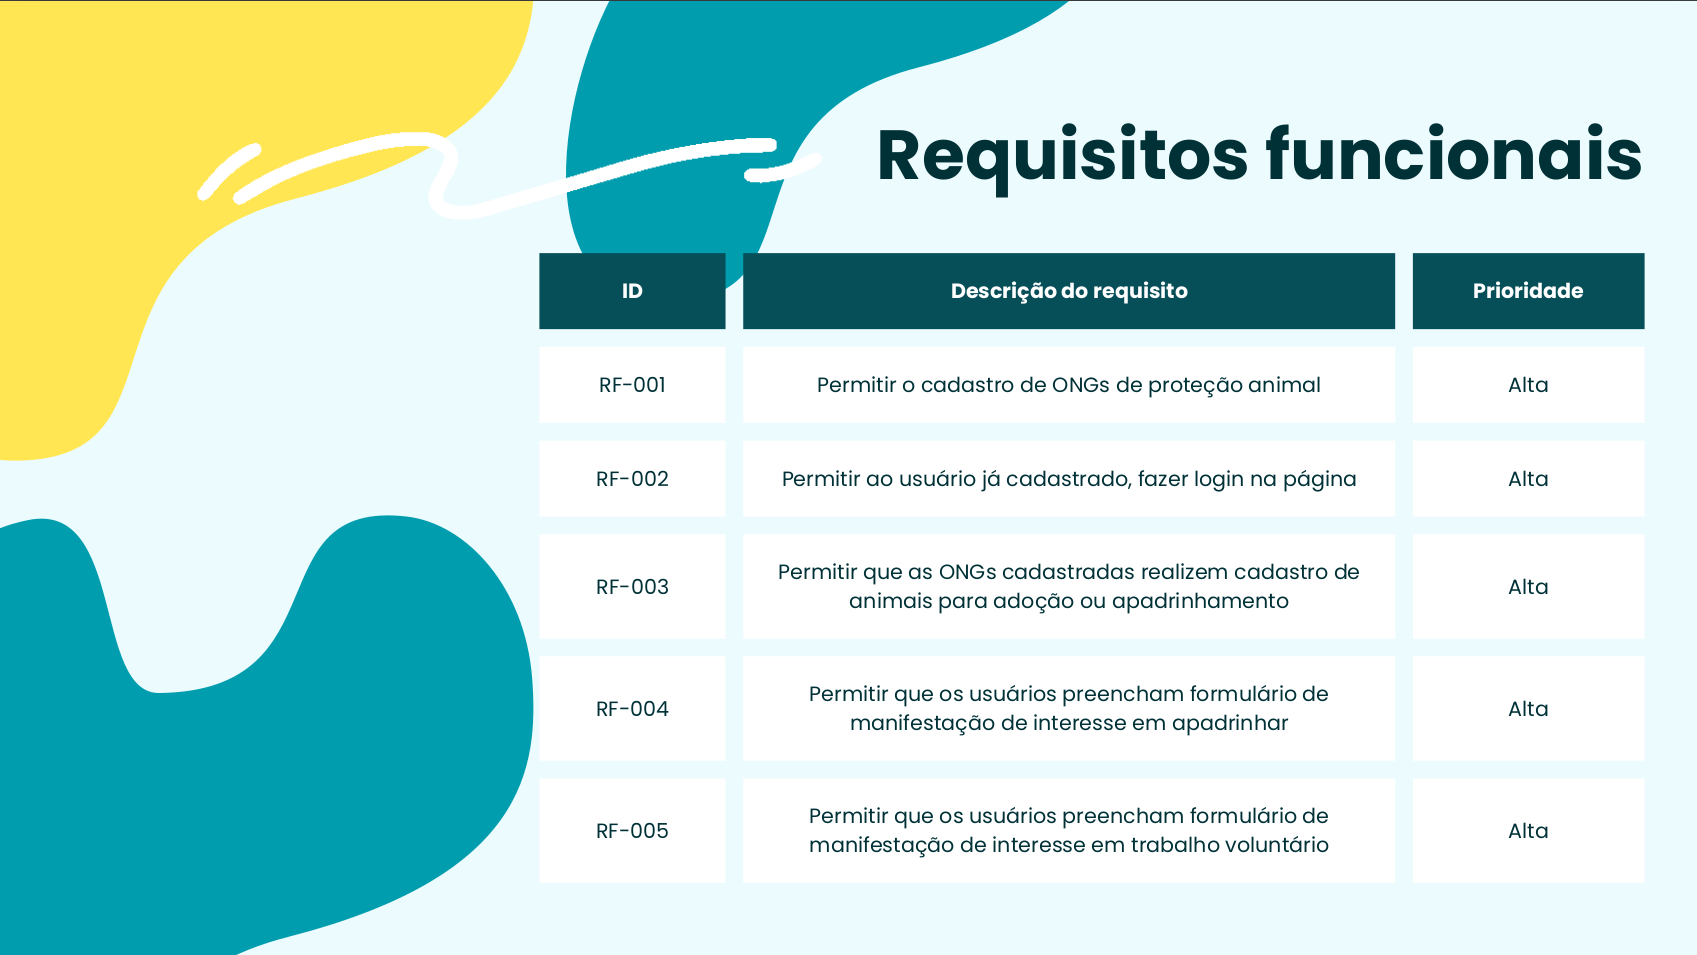 Requisitos funcionais
ID Descrição do requisito Prioridade
RF-001 Permitir o cadastro de ONGs de proteção animal Alta
RF-002 Permitir ao usuário já cadastrado, fazer login na página Alta
RF-003 Permitir que as ONGs cadastradas realizem cadastro de
animais para adoção ou apadrinhamento Alta
RF-004 Permitir que os usuários preencham formulário de
manifestação de interesse em apadrinhar Alta
RF-005 Permitir que os usuários preencham formulário de
manifestação de interesse em trabalho voluntário Alta